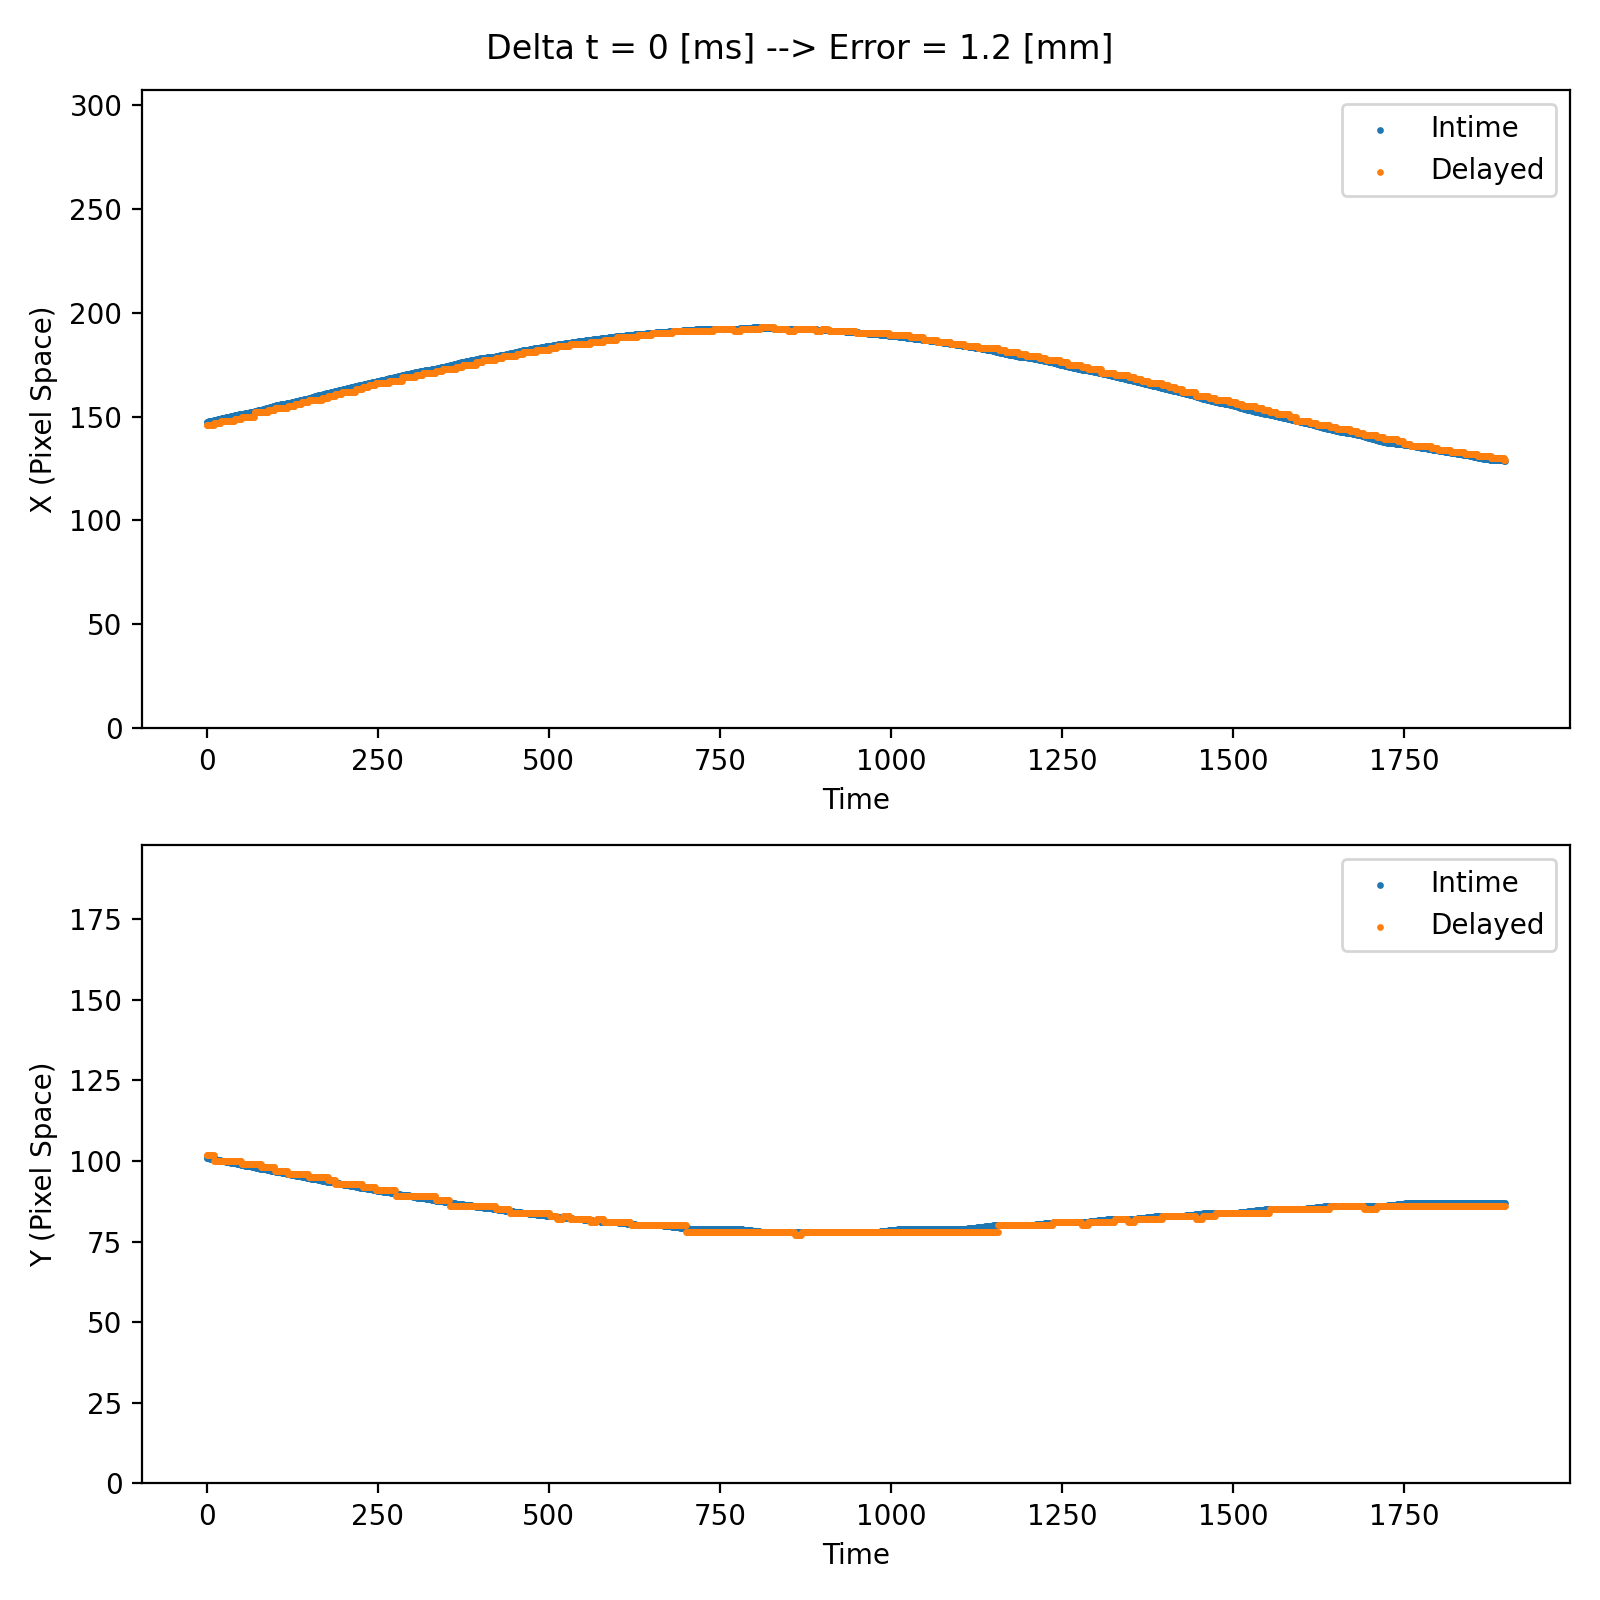 Delta t = 0 [ms] --> Error = 1.2 [mm]
300
250
200
150
100
50
0
X (Pixel Space)
Intime
Delayed
0 250 500 750 1000 1250 1500 1750
Time
175
150
125
100
75
50
25
0
Y (Pixel Space)
Intime
Delayed
0 250 500 750 1000 1250 1500 1750
Time